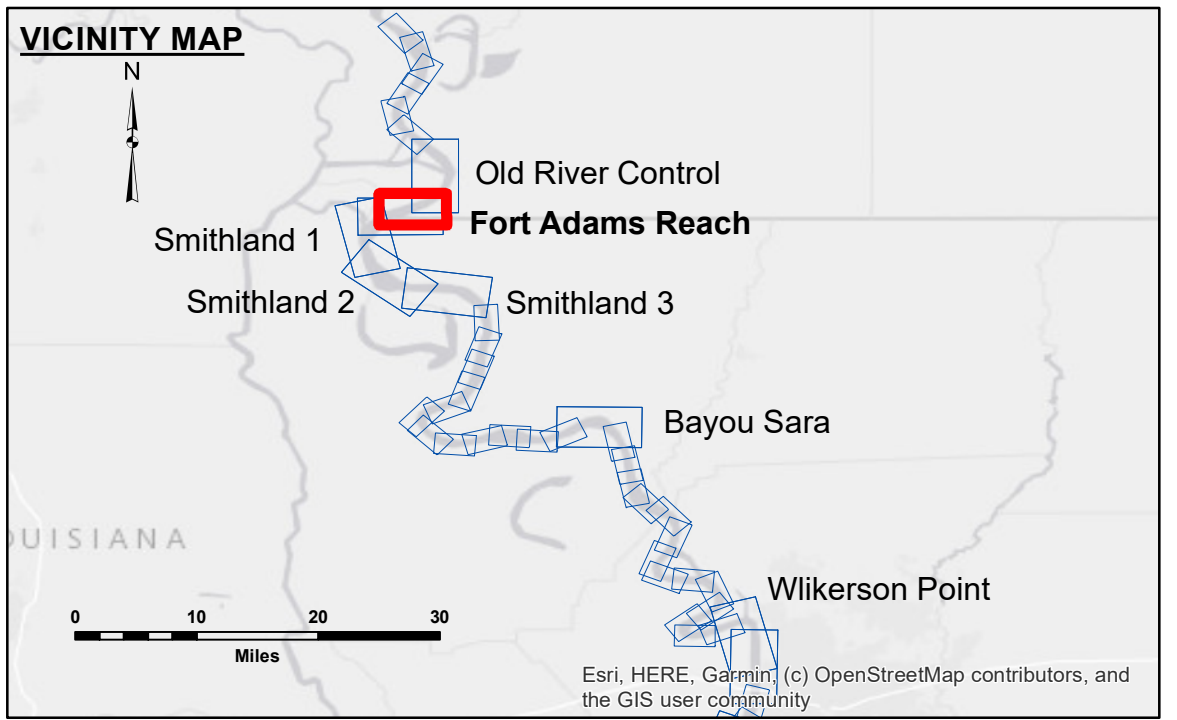 VICINITY MAP
N
Old River Control
Fort Adams Reach
Smithland 1
Smithland 2
Smithland 3
Bayou Sara
OUISIANA
Wlikerson Point
0 10 20 30
Miles
Esri, HERE, Garmin, (c) OpenStreetMap contributors, and
the GIS user community